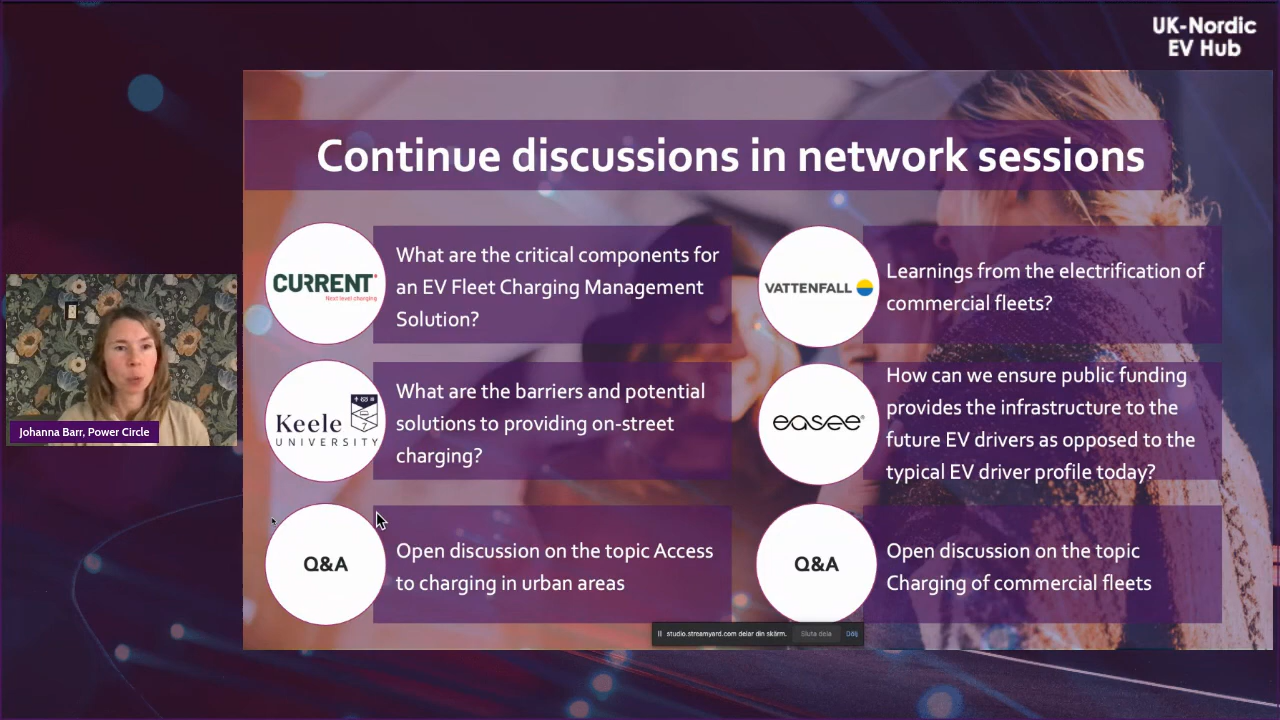 UK-Nordic
EV Hub
Continue discussions in network sessions
CURRENT
Next level charging
What are the critical components for
an EV Fleet Charging Management
Solution?
VATTENFALL
Learnings from the electrification of
commercial fleets?
Keele
UNIVERSITY
What are the barriers and potential
solutions to providing on-street
charging?
easee
How can we ensure public funding
provides the infrastructure to the
future EV drivers as opposed to the
typical EV driver profile today?
Johanna Barr, Power Circle
Q&A
Open discussion on the topic Access
to charging in urban areas
Q&A
Open discussion on the topic
Charging of commercial fleets
studio.streamyard.com delar din skärm.
Sluta dela
Dölj